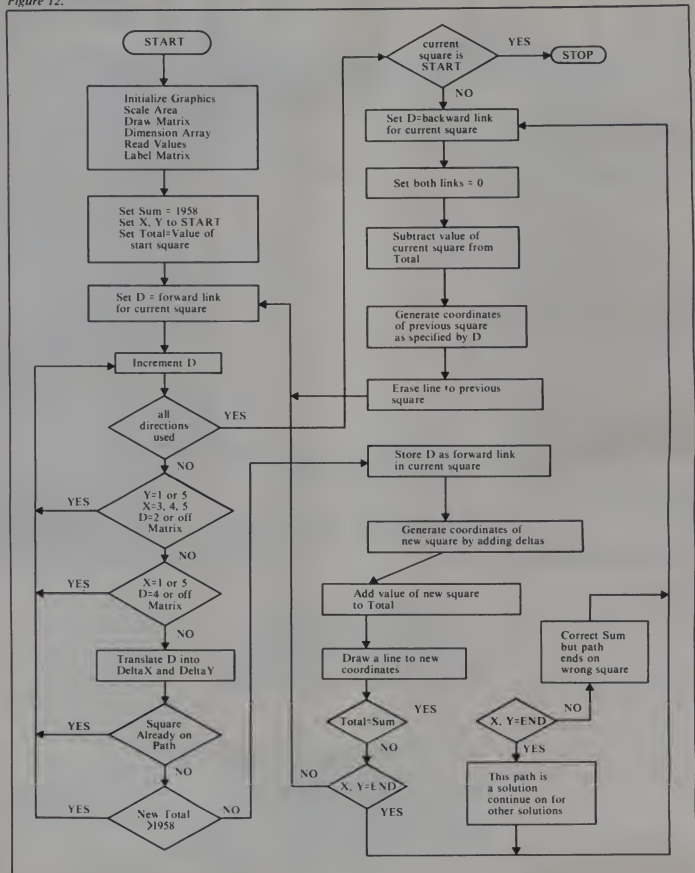 Figure 12.
START
Initialize Graphics
Scale Area
Draw Matrix
Dimension Array
Read Values
Label Matrix
Set Sum = 1958
Set X, Y to START
Set Total=Value of
start square
Set D = forward link
for current square
Increment D
all
directions
used
YES
NO
Y=1 or 5
X=3, 4, 5
D=2 or off
Matrix
YES
NO
X=1 or 5
D=4 or off
Matrix
YES
NO
Translate D into
DeltaX and DeltaY
Square
Already on
Path
YES
NO
New Total
>1958
YES
NO
current
square is
START
YES
STOP
NO
Set D=backward link
for current square
Set both links = 0
Subtract value of
current square from
Total
Generate coordinates
of previous square
as specified by D
Erase line to previous
square
Store D as forward link
in current square
Generate coordinates of
new square by adding deltas
Add value of new square
to Total
Draw a line to new
coordinates
Total=Sum
YES
NO
X, Y=END
NO
YES
X, Y=END
NO
YES
Correct Sum
but path
ends on
wrong square
This path is
a solution
continue on for
other solutions